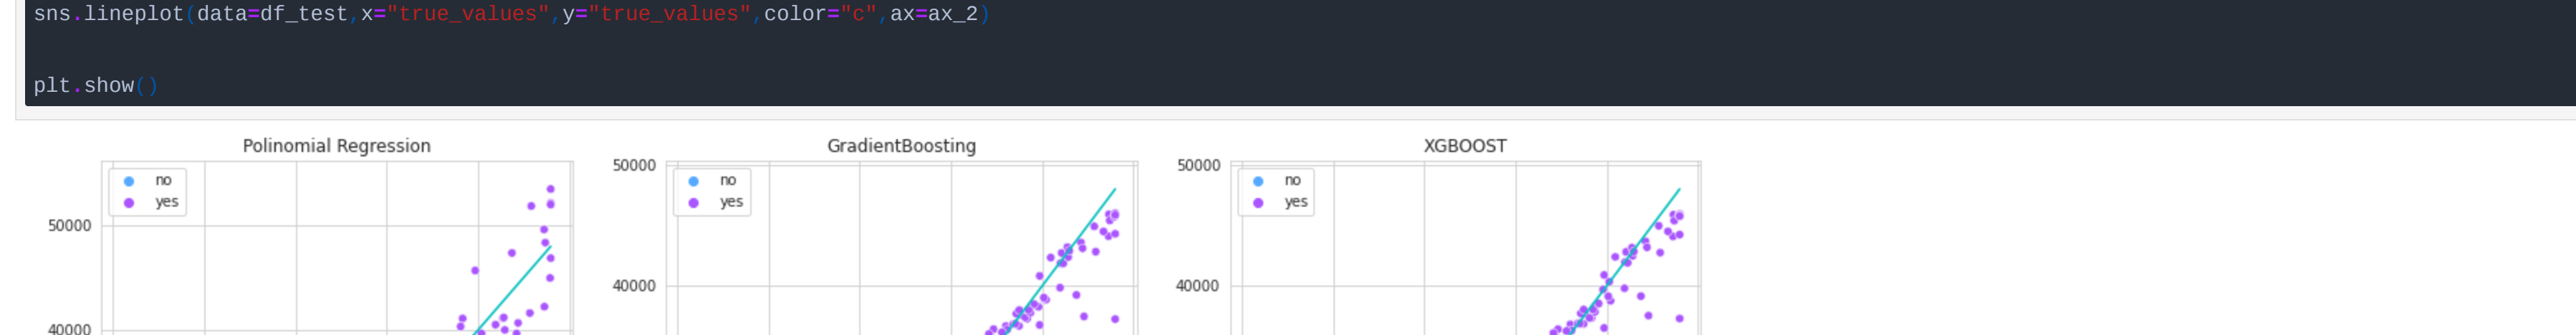 sns.lineplot(data=df_test,x="true_values",y="true_values",color="c",ax=ax_2)
plt.show()
Polinomial Regression
GradientBoosting
XGBOOST
no
yes
50000
40000
50000
no
yes
40000
50000
no
yes
40000